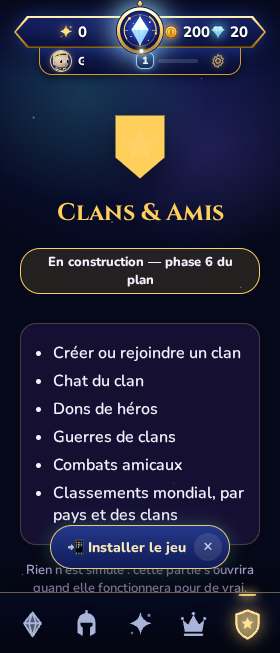 0
200
20
G
1
Clans & Amis
En construction — phase 6 du
plan
Créer ou rejoindre un clan
Chat du clan
Dons de héros
Guerres de clans
Combats amicaux
Classements mondial, par
pays et des clans
Installer le jeu ×
Rien n'est simulé : cette partie s'ouvrira
quand elle fonctionnera pour de vrai.